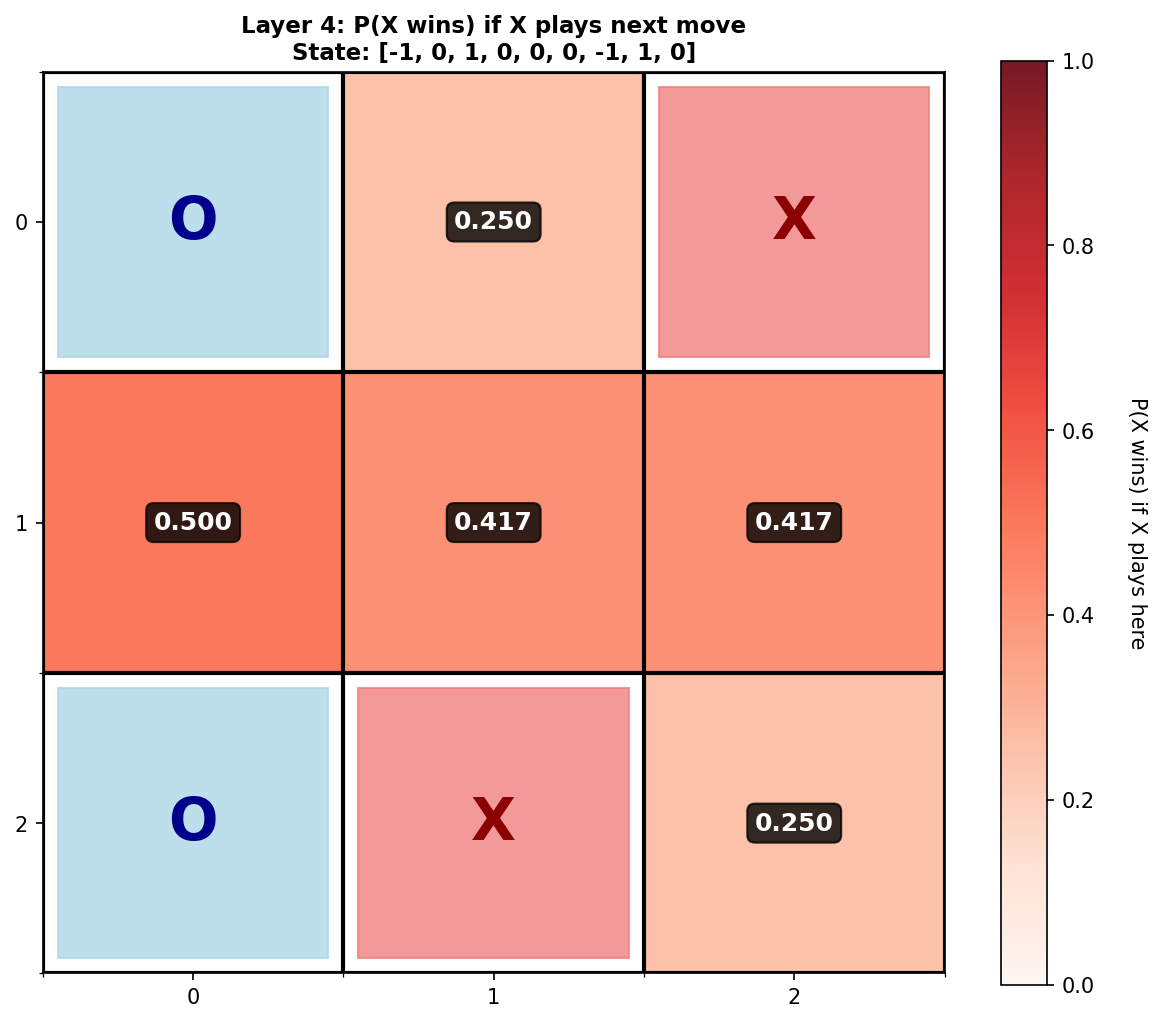 Layer 4: P(X wins) if X plays next move
State: [-1, 0, 1, 0, 0, 0, -1, 1, 0]
0
O
0.250
X
1
0.500
0.417
0.417
2
O
X
0.250
0
1
2
1.0
0.8
0.6
0.4
0.2
0.0
P(X wins) if X plays here